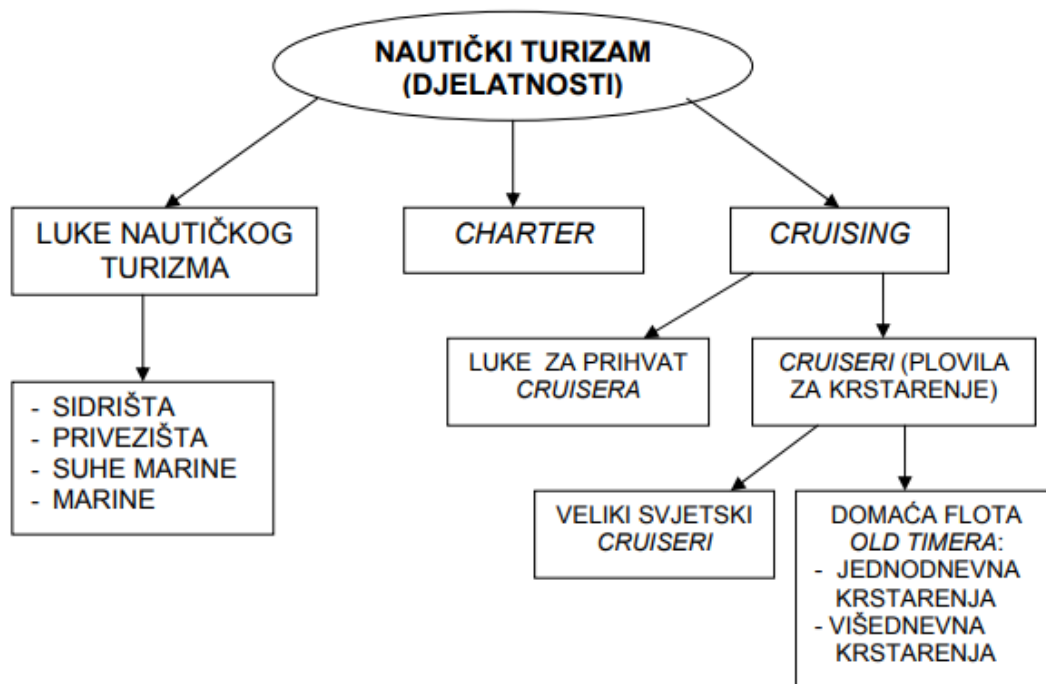 NAUTIČKI TURIZAM
(DJELATNOSTI)
LUKE NAUTIČKOG
TURIZMA
CHARTER
CRUISING
LUKE ZA PRIHVAT
CRUISERA
CRUISERI (PLOVILA
ZA KRSTARENJE)
- SIDRIŠTA
- PRIVEZIŠTA
- SUHE MARINE
- MARINE
VELIKI SVJETSKI
CRUISERI
DOMAĆA FLOTA
OLD TIMERA:
- JEDNODNEVNA
KRSTARENJA
- VIŠEDNEVNA
KRSTARENJA